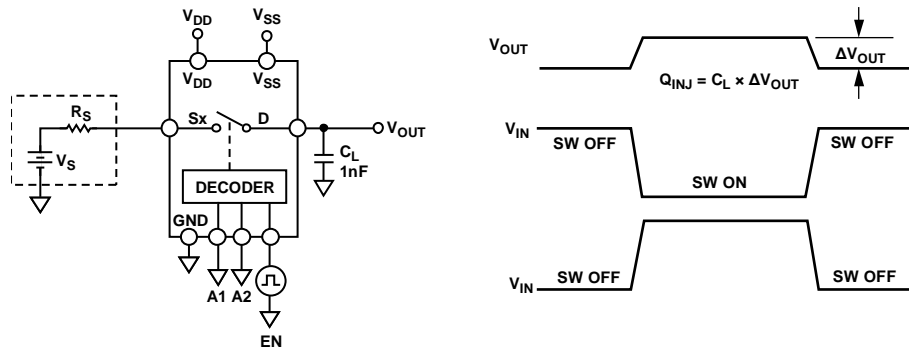 VDD
VSS
VDD
VSS
RS
Sx
D
VOUT
VS
CL
1nF
DECODER
GND
A1
A2
EN
VOUT
ΔVOUT
QINJ = CL × ΔVOUT
VIN
SW OFF
SW OFF
SW ON
VIN
SW OFF
SW OFF